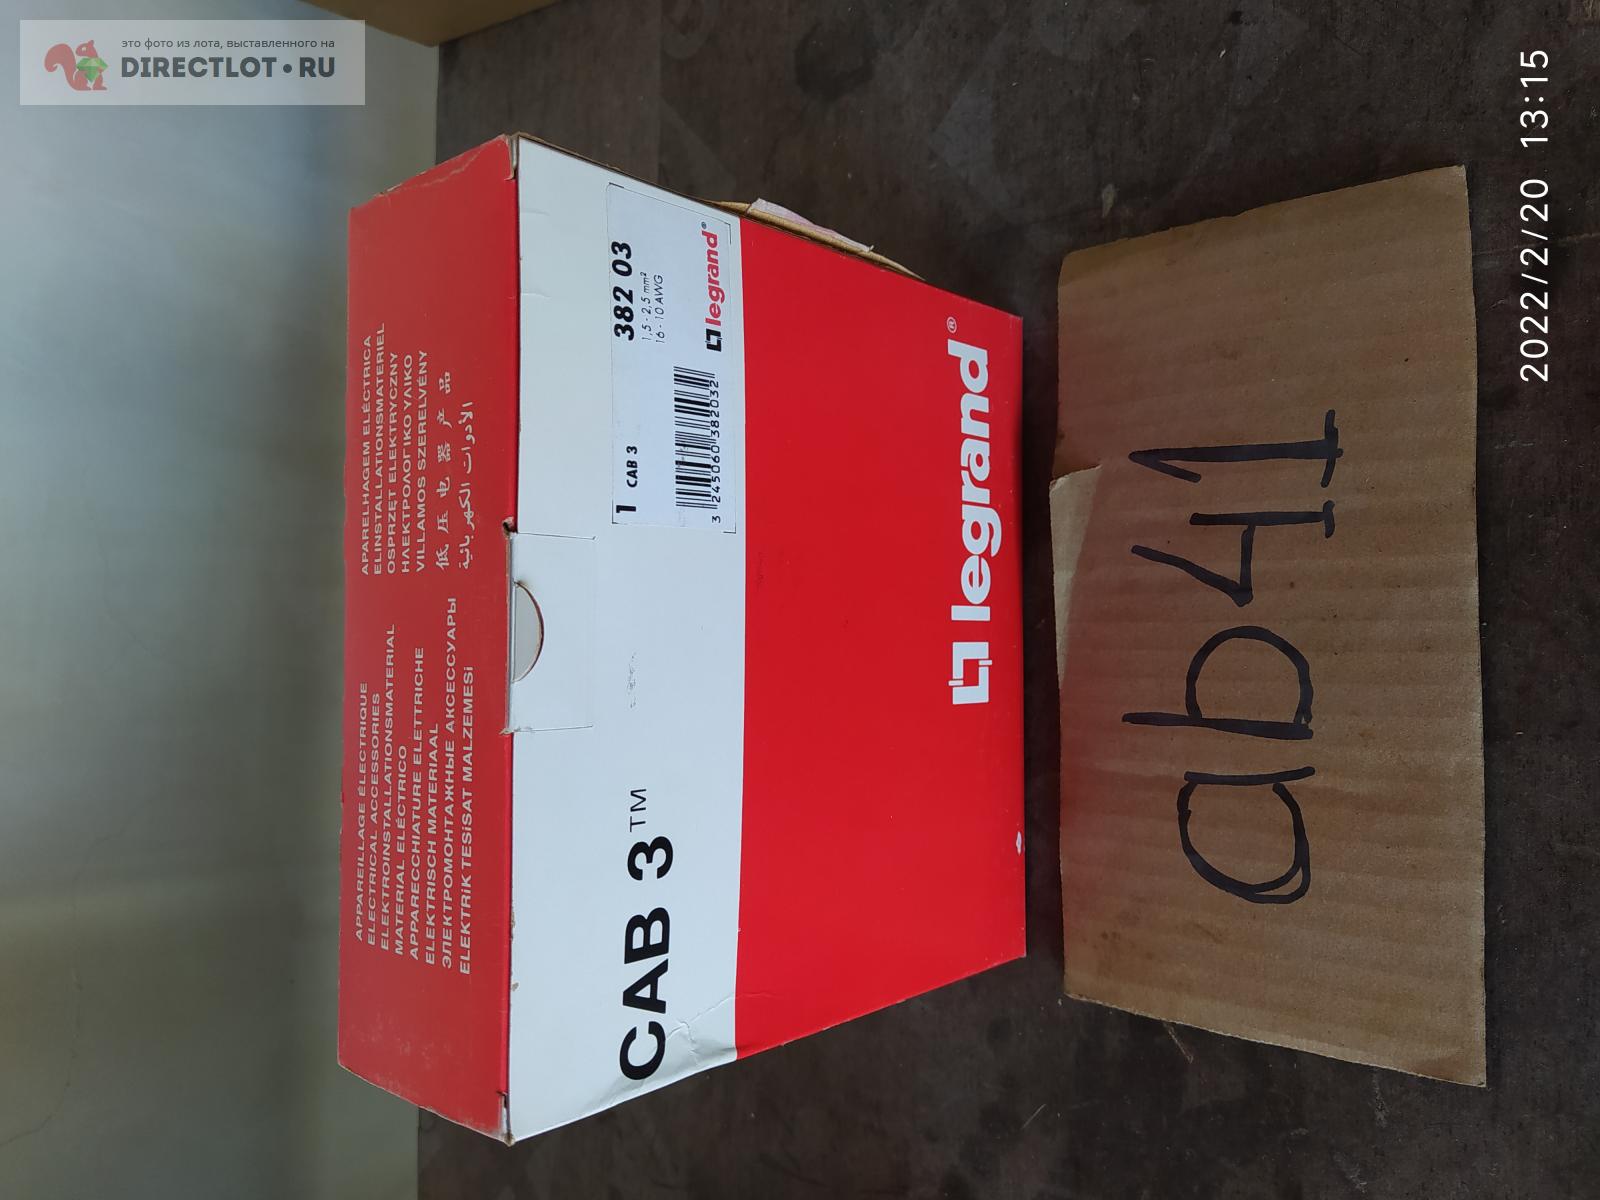 это фото из лота, выставленного на
DIRECTLOT.RU
2022/2/20 13:15
APPAREILLAGE ÉLECTRIQUE
ELECTRICAL ACCESSORIES
ELEKTROINSTALLATIONSMATERIAL
MATERIAL ELÉCTRICO
APPARECCHIATURE ELETTRICHE
ELEKTRISCH MATERIAAL
ЭЛЕКТРОМОНТАЖНЫЕ АКСЕССУАРЫ
ELEKTRİK TESİSAT MALZEMESİ
APARELHAGEM ELÉCTRICA
ELINSTALLATIONSMATERIEL
OSPRZĘT ELEKTRYCZNY
ΗΛΕΚΤΡΟΛΟΓΙΚΟ ΥΛΙΚΟ
VILLAMOS SZERELVÉNY
低 压 电 器 产 品
الأدوات الكهربائية
CAB 3™
1 382 03
CAB 3 1,5 - 2,5 mm²
16 - 10 AWG
3 245060 382032
legrand®
legrand®
ab41